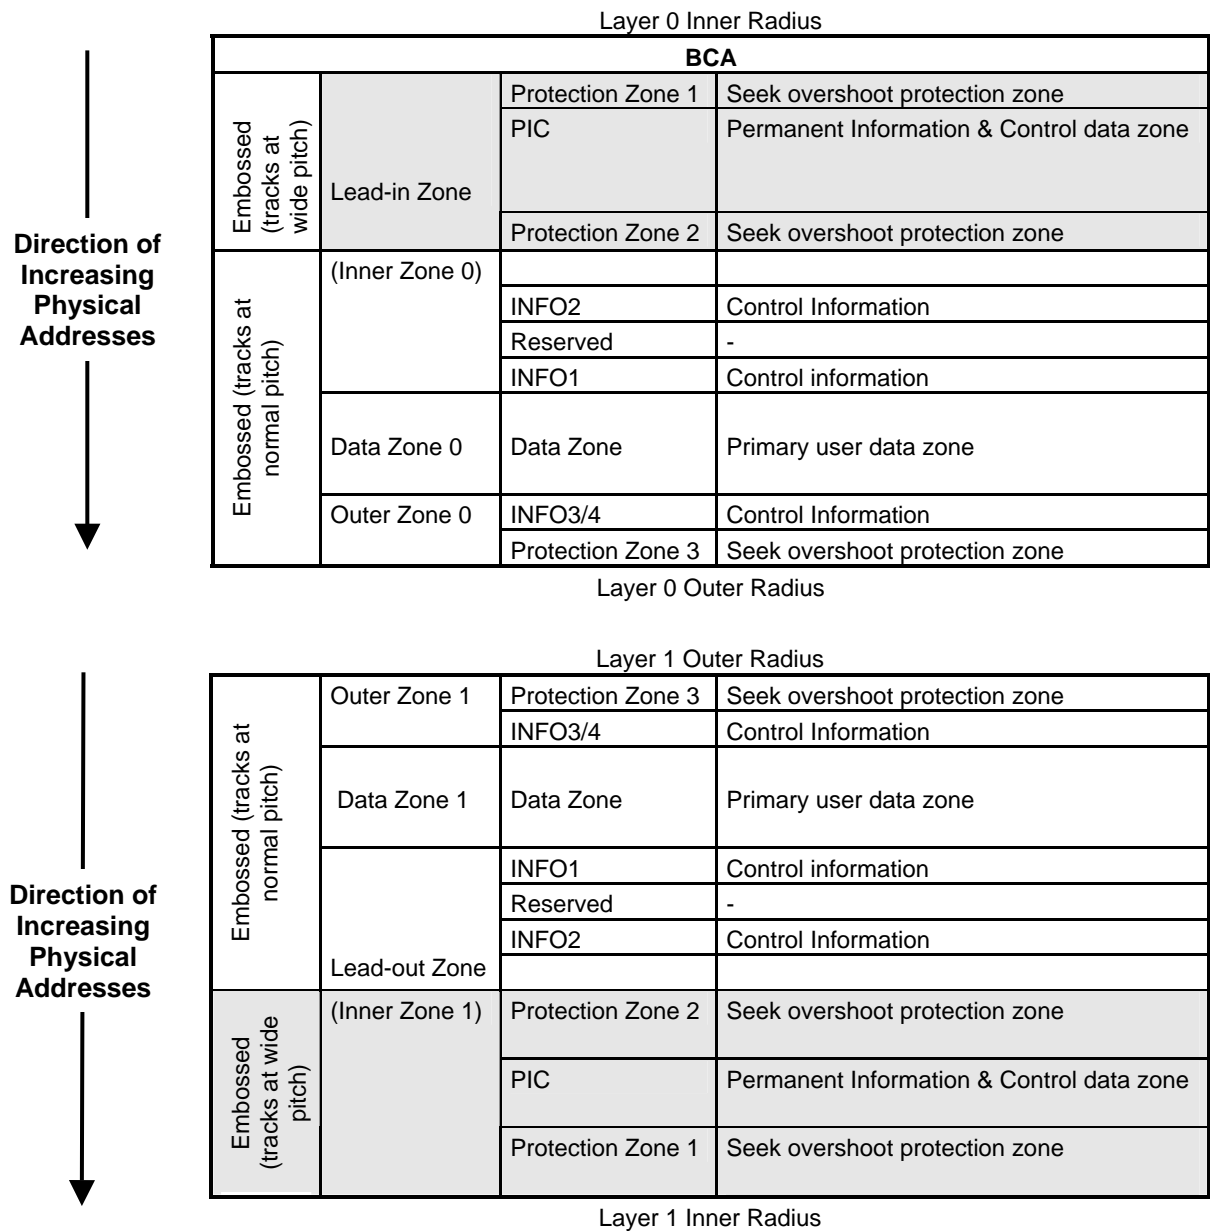 Layer 0 Inner Radius
BCA
Direction of
Increasing
Physical
Addresses
Embossed
(tracks at
wide pitch)
Lead-in Zone
Protection Zone 1 Seek overshoot protection zone
PIC Permanent Information & Control data zone
Protection Zone 2 Seek overshoot protection zone
Embossed (tracks at
normal pitch)
(Inner Zone 0)
INFO2 Control Information
Reserved -
INFO1 Control information
Data Zone 0 Data Zone Primary user data zone
Outer Zone 0 INFO3/4 Control Information
Protection Zone 3 Seek overshoot protection zone
Layer 0 Outer Radius
Layer 1 Outer Radius
Direction of
Increasing
Physical
Addresses
Embossed (tracks at
normal pitch)
Outer Zone 1 Protection Zone 3 Seek overshoot protection zone
INFO3/4 Control Information
Data Zone 1 Data Zone Primary user data zone
INFO1 Control information
Reserved -
INFO2 Control Information
Lead-out Zone
Embossed
(tracks at wide
pitch)
(Inner Zone 1) Protection Zone 2 Seek overshoot protection zone
PIC Permanent Information & Control data zone
Protection Zone 1 Seek overshoot protection zone
Layer 1 Inner Radius